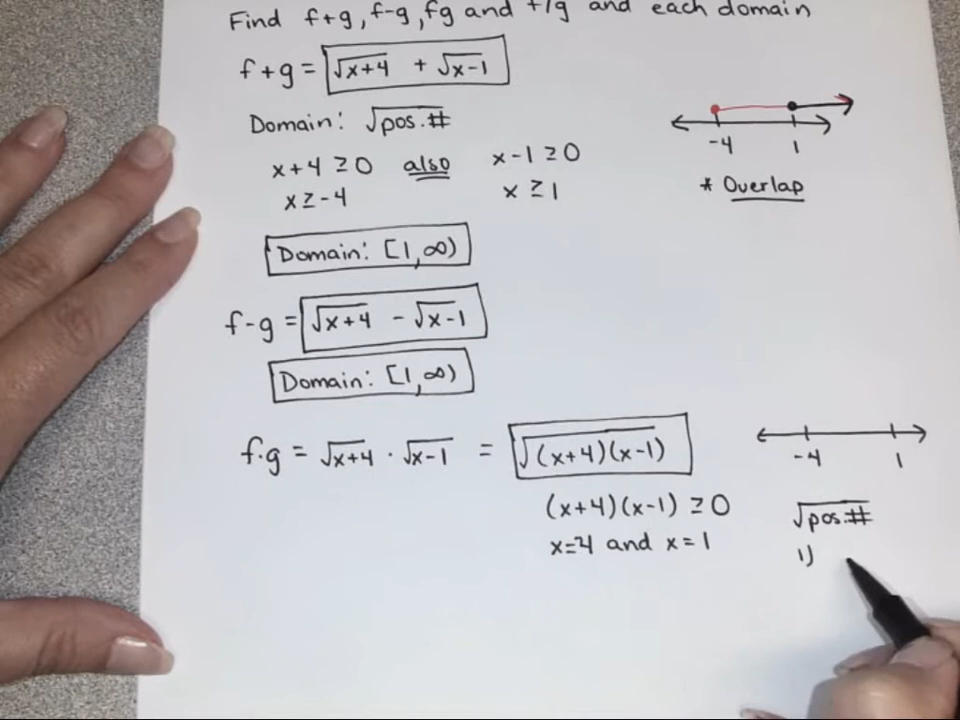 Find f+g, f-g, fg and f/g and each domain
f+g = √x+4 + √x-1
Domain: √pos.#
x+4 ≥ 0 also x-1 ≥ 0
x ≥ -4 x ≥ 1
-4 1
* Overlap
Domain: [1, ∞)
f-g = √x+4 - √x-1
Domain: [1, ∞)
f·g = √x+4 · √x-1 = √(x+4)(x-1)
-4 1
(x+4)(x-1) ≥ 0
x=-4 and x=1
√pos.#
1)